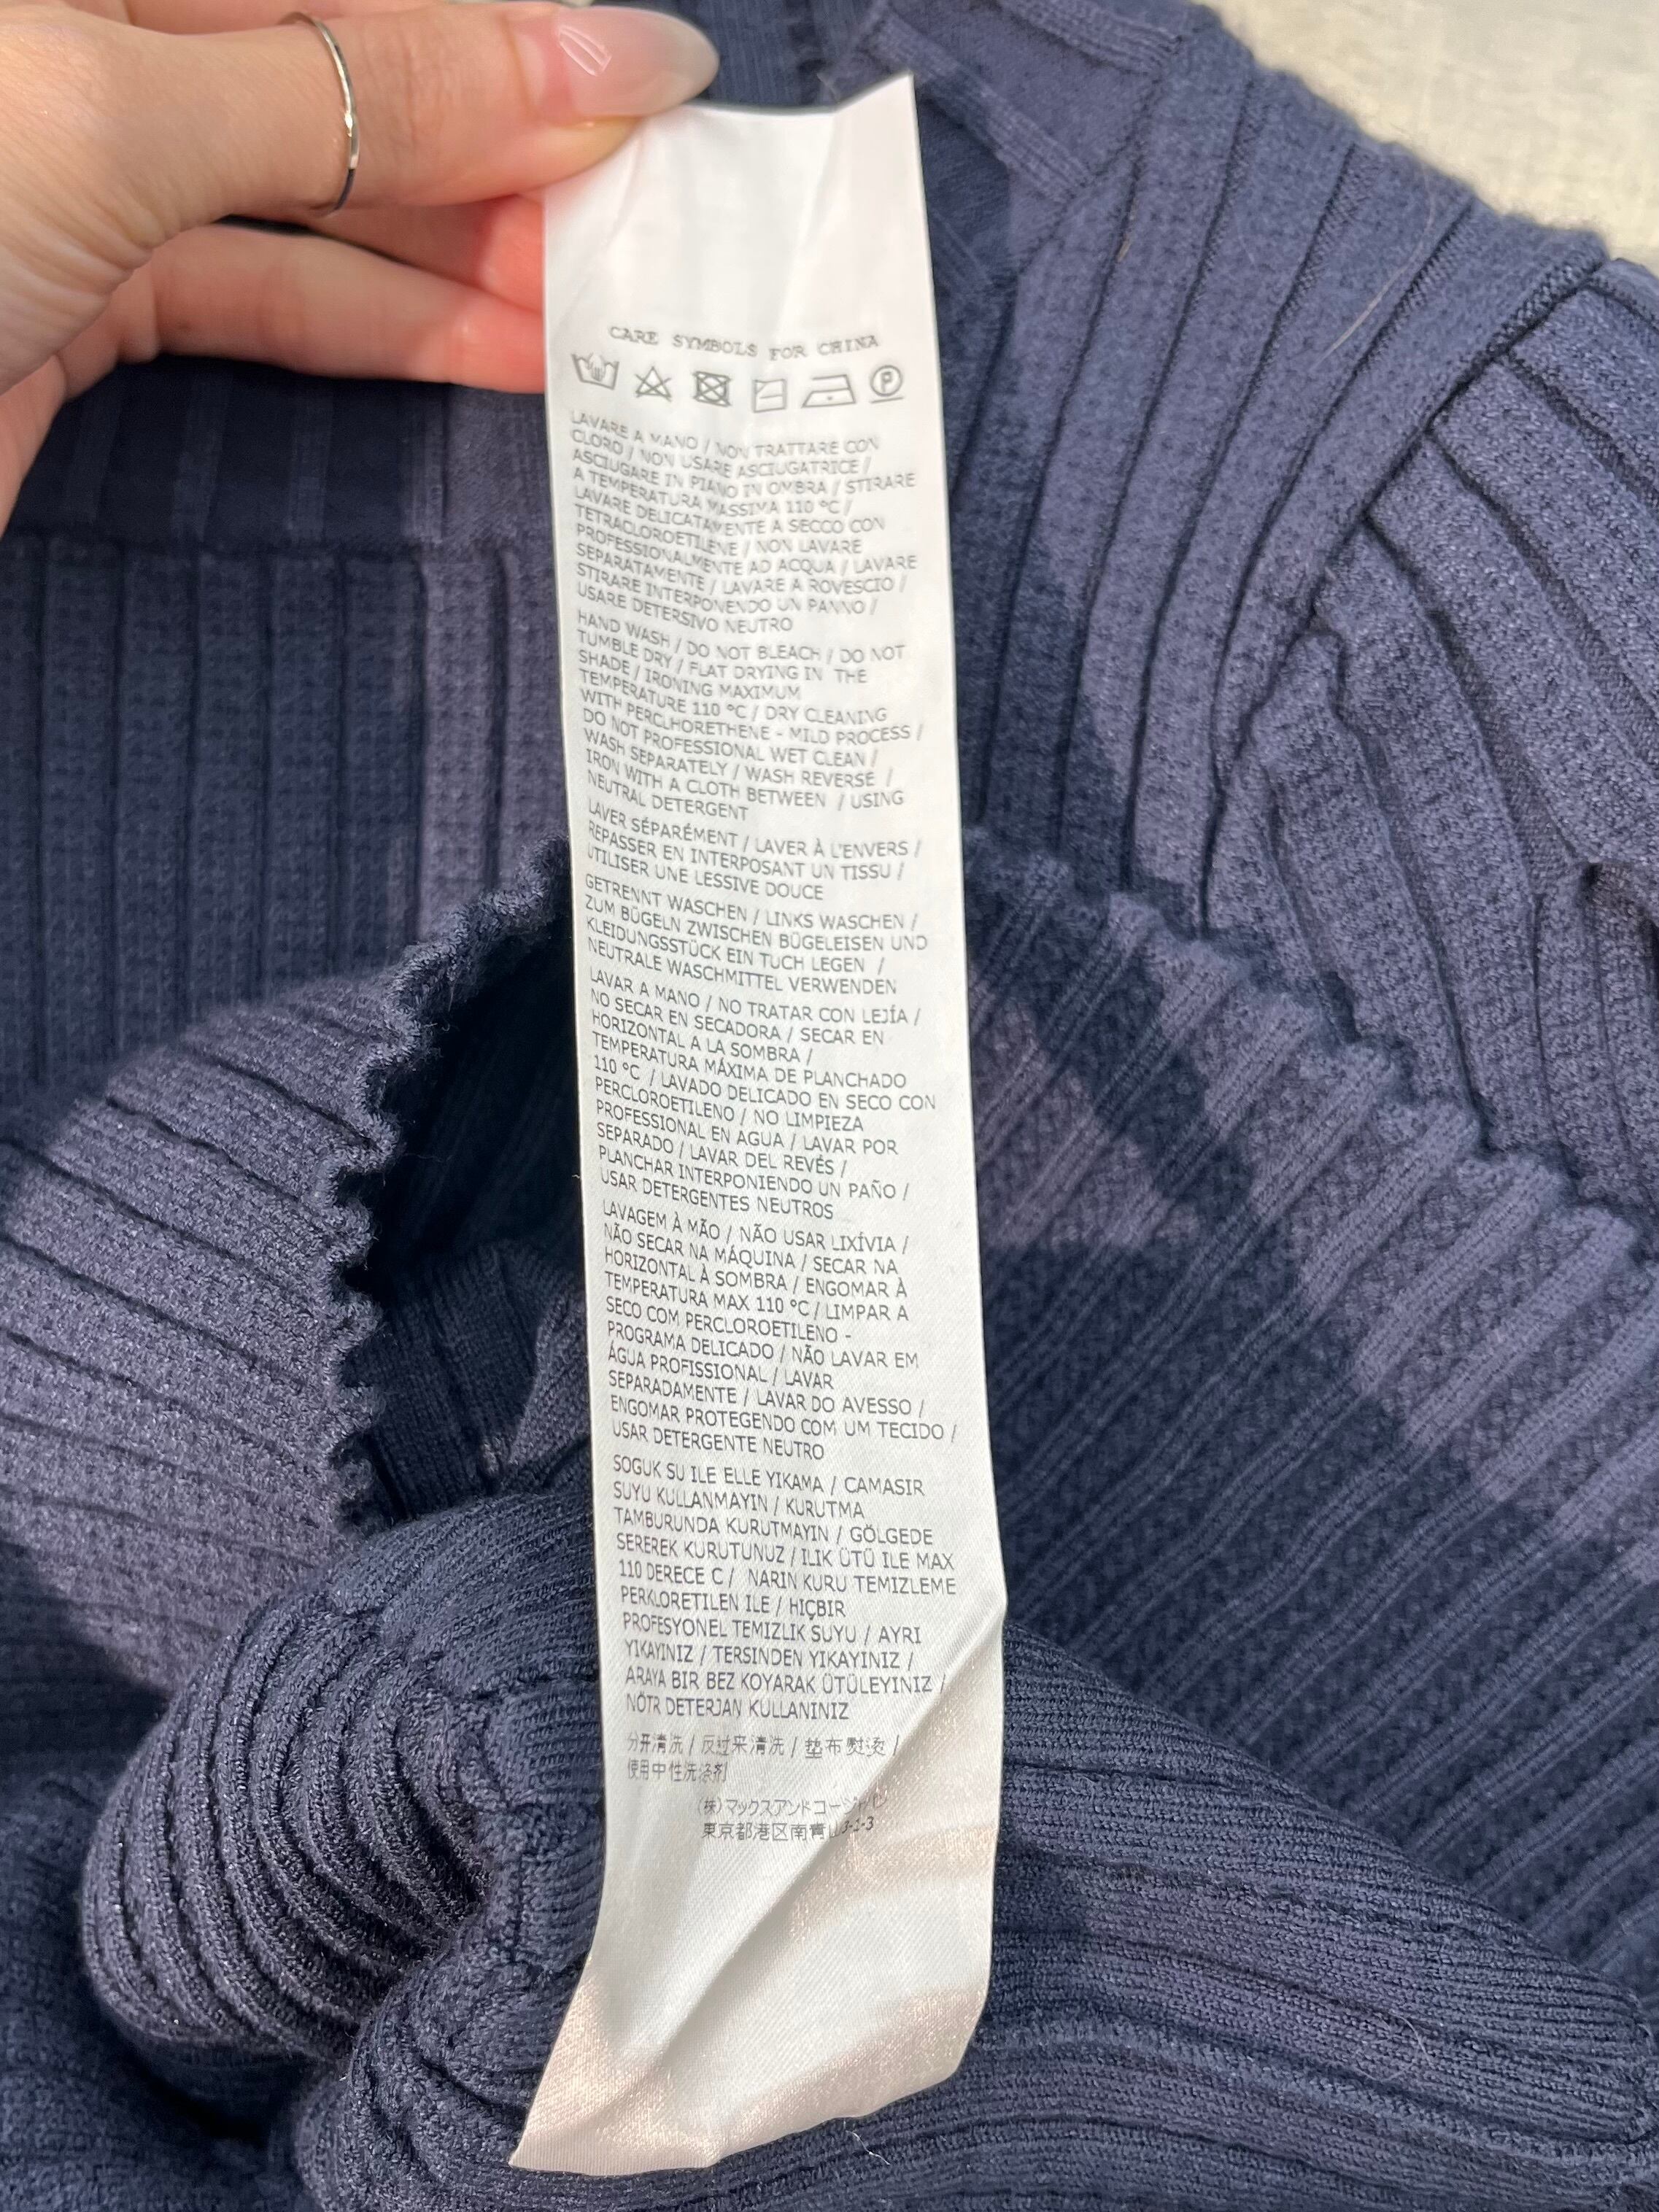 CARE SYMBOLS FOR CHINA
P
LAVARE A MANO / NON TRATTARE CON
CLORO / NON USARE ASCIUGATRICE /
ASCIUGARE IN PIANO IN OMBRA / STIRARE
A TEMPERATURA MASSIMA 110 °C /
LAVARE DELICATAMENTE A SECCO CON
TETRACLOROETILENE / NON LAVARE
PROFESSIONALMENTE AD ACQUA / LAVARE
SEPARATAMENTE / LAVARE A ROVESCIO /
STIRARE INTERPONENDO UN PANNO /
USARE DETERSIVO NEUTRO
HAND WASH / DO NOT BLEACH / DO NOT
TUMBLE DRY / FLAT DRYING IN THE
SHADE / IRONING MAXIMUM
TEMPERATURE 110 °C / DRY CLEANING
WITH PERCLHORETHENE - MILD PROCESS /
DO NOT PROFESSIONAL WET CLEAN /
WASH SEPARATELY / WASH REVERSE /
IRON WITH A CLOTH BETWEEN / USING
NEUTRAL DETERGENT
LAVER SÉPARÉMENT / LAVER À L'ENVERS /
REPASSER EN INTERPOSANT UN TISSU /
UTILISER UNE LESSIVE DOUCE
GETRENNT WASCHEN / LINKS WASCHEN /
ZUM BÜGELN ZWISCHEN BÜGELEISEN UND
KLEIDUNGSSTÜCK EIN TUCH LEGEN /
NEUTRALE WASCHMITTEL VERWENDEN
LAVAR A MANO / NO TRATAR CON LEJÍA /
NO SECAR EN SECADORA / SECAR EN
HORIZONTAL A LA SOMBRA /
TEMPERATURA MÁXIMA DE PLANCHADO
110 °C / LAVADO DELICADO EN SECO CON
PERCLOROETILENO / NO LIMPIEZA
PROFESSIONAL EN AGUA / LAVAR POR
SEPARADO / LAVAR DEL REVÉS /
PLANCHAR INTERPONIENDO UN PAÑO /
USAR DETERGENTES NEUTROS
LAVAGEM À MÃO / NÃO USAR LIXÍVIA /
NÃO SECAR NA MÁQUINA / SECAR NA
HORIZONTAL À SOMBRA / ENGOMAR À
TEMPERATURA MAX 110 °C / LIMPAR A
SECO COM PERCLOROETILENO -
PROGRAMA DELICADO / NÃO LAVAR EM
ÁGUA PROFISSIONAL / LAVAR
SEPARADAMENTE / LAVAR DO AVESSO /
ENGOMAR PROTEGENDO COM UM TECIDO /
USAR DETERGENTE NEUTRO
SOGUK SU ILE ELLE YIKAMA / CAMASIR
SUYU KULLANMAYIN / KURUTMA
TAMBURUNDA KURUTMAYIN / GÖLGEDE
SEREREK KURUTUNUZ / ILIK ÜTÜ ILE MAX
110 DERECE C / NARIN KURU TEMIZLEME
PERKLORETILEN ILE / HIÇBIR
PROFESYONEL TEMIZLIK SUYU / AYRI
YIKAYINIZ / TERSINDEN YIKAYINIZ /
ARAYA BIR BEZ KOYARAK ÜTÜLEYINIZ /
NÖTR DETERJAN KULLANINIZ
分开清洗 / 反过来清洗 / 垫布熨烫 /
使用中性洗涤剂
(株)マックスアンドコージャパン
東京都港区南青山3-1-3